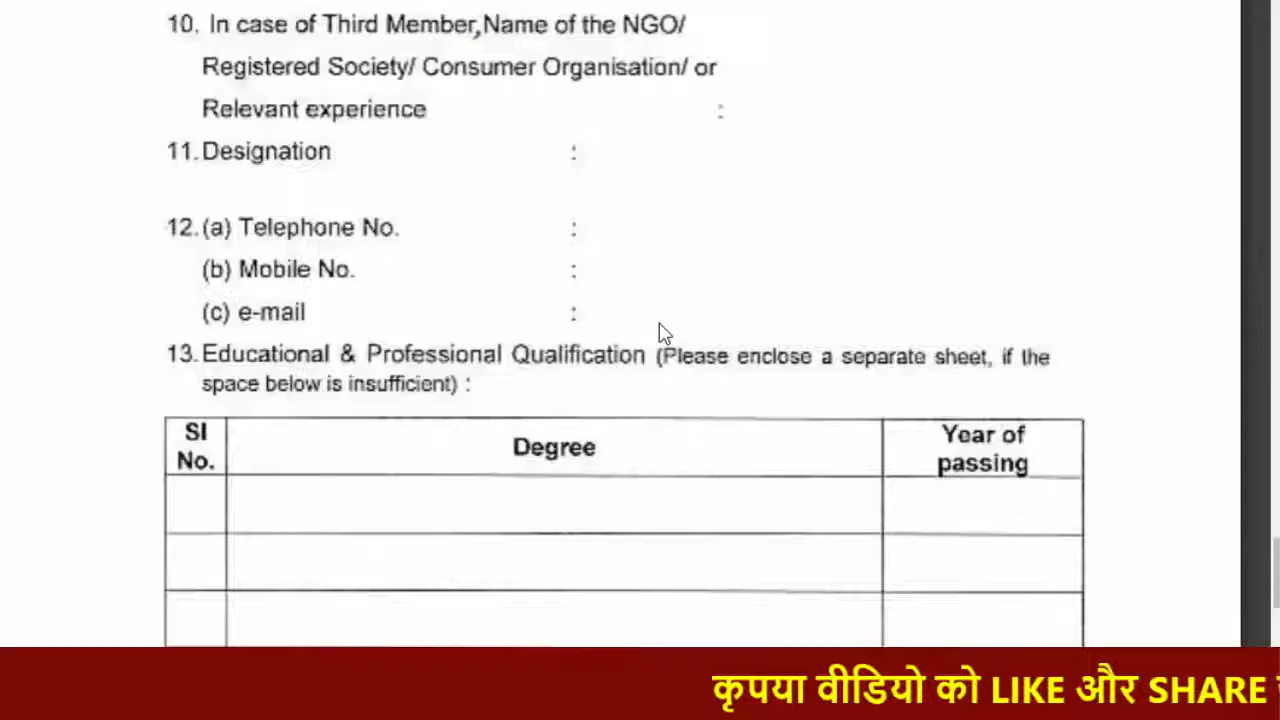 10. In case of Third Member,Name of the NGO/
Registered Society/ Consumer Organisation/ or
Relevant experience :
11. Designation :
12. (a) Telephone No. :
(b) Mobile No. :
(c) e-mail :
13. Educational & Professional Qualification (Please enclose a separate sheet, if the
space below is insufficient) :
Sl No.
Degree
Year of passing
कृपया वीडियो को LIKE और SHARE